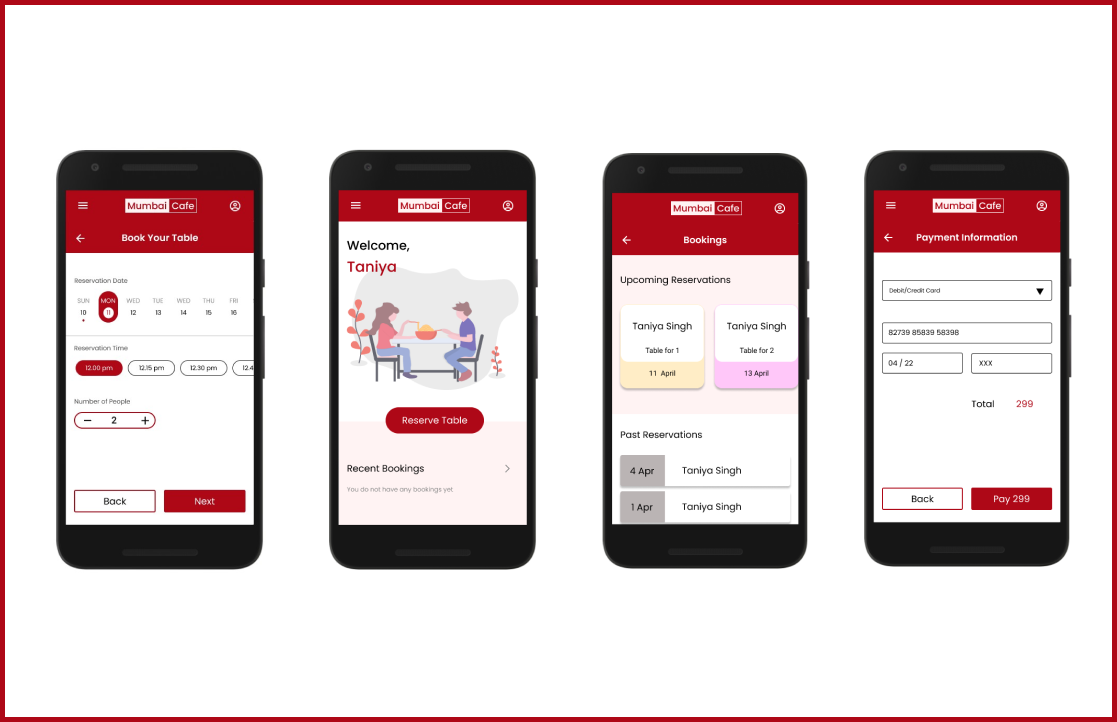 Mumbai Cafe
Book Your Table
Reservation Date
SUN MON WED TUE WED THU FRI
10 11 12 13 14 15 16
Reservation Time
12.00 pm 12.15 pm 12.30 pm 12.4
Number of People
− 2 +
Back Next
Mumbai Cafe
Welcome,
Taniya
Reserve Table
Recent Bookings
You do not have any bookings yet.
Mumbai Cafe
Bookings
Upcoming Reservations
Taniya Singh Taniya Singh
Table for 1 Table for 2
11 April 13 April
Past Reservations
4 Apr Taniya Singh
1 Apr Taniya Singh
Mumbai Cafe
Payment Information
Debit/Credit Card
82739 85839 58398
04 / 22 XXX
Total 299
Back Pay 299